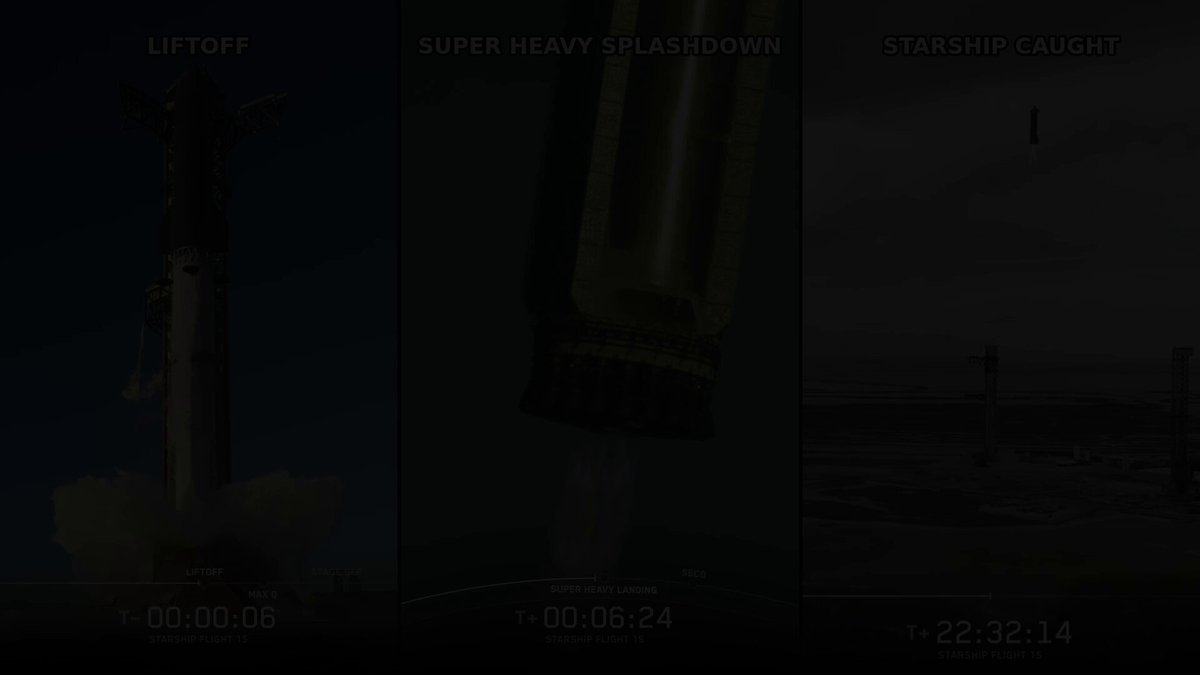 LIFTOFF
LIFTOFF
STAGE SEP
MAX Q
T- 00:00:06
STARSHIP FLIGHT 15
SUPER HEAVY SPLASHDOWN
SECO
SUPER HEAVY LANDING
T+ 00:06:24
STARSHIP FLIGHT 15
STARSHIP CAUGHT
T+ 22:32:14
STARSHIP FLIGHT 15